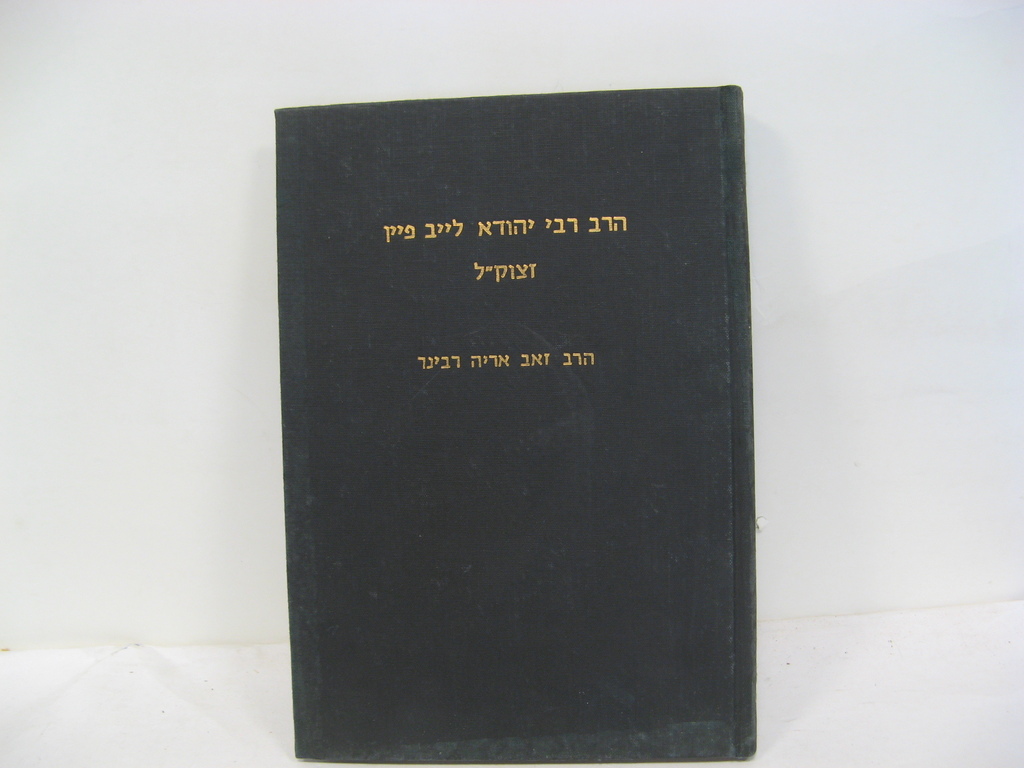 הרב רבי יהודא לייב פיין
זצוק״ל
הרב זאב אריה רבינר